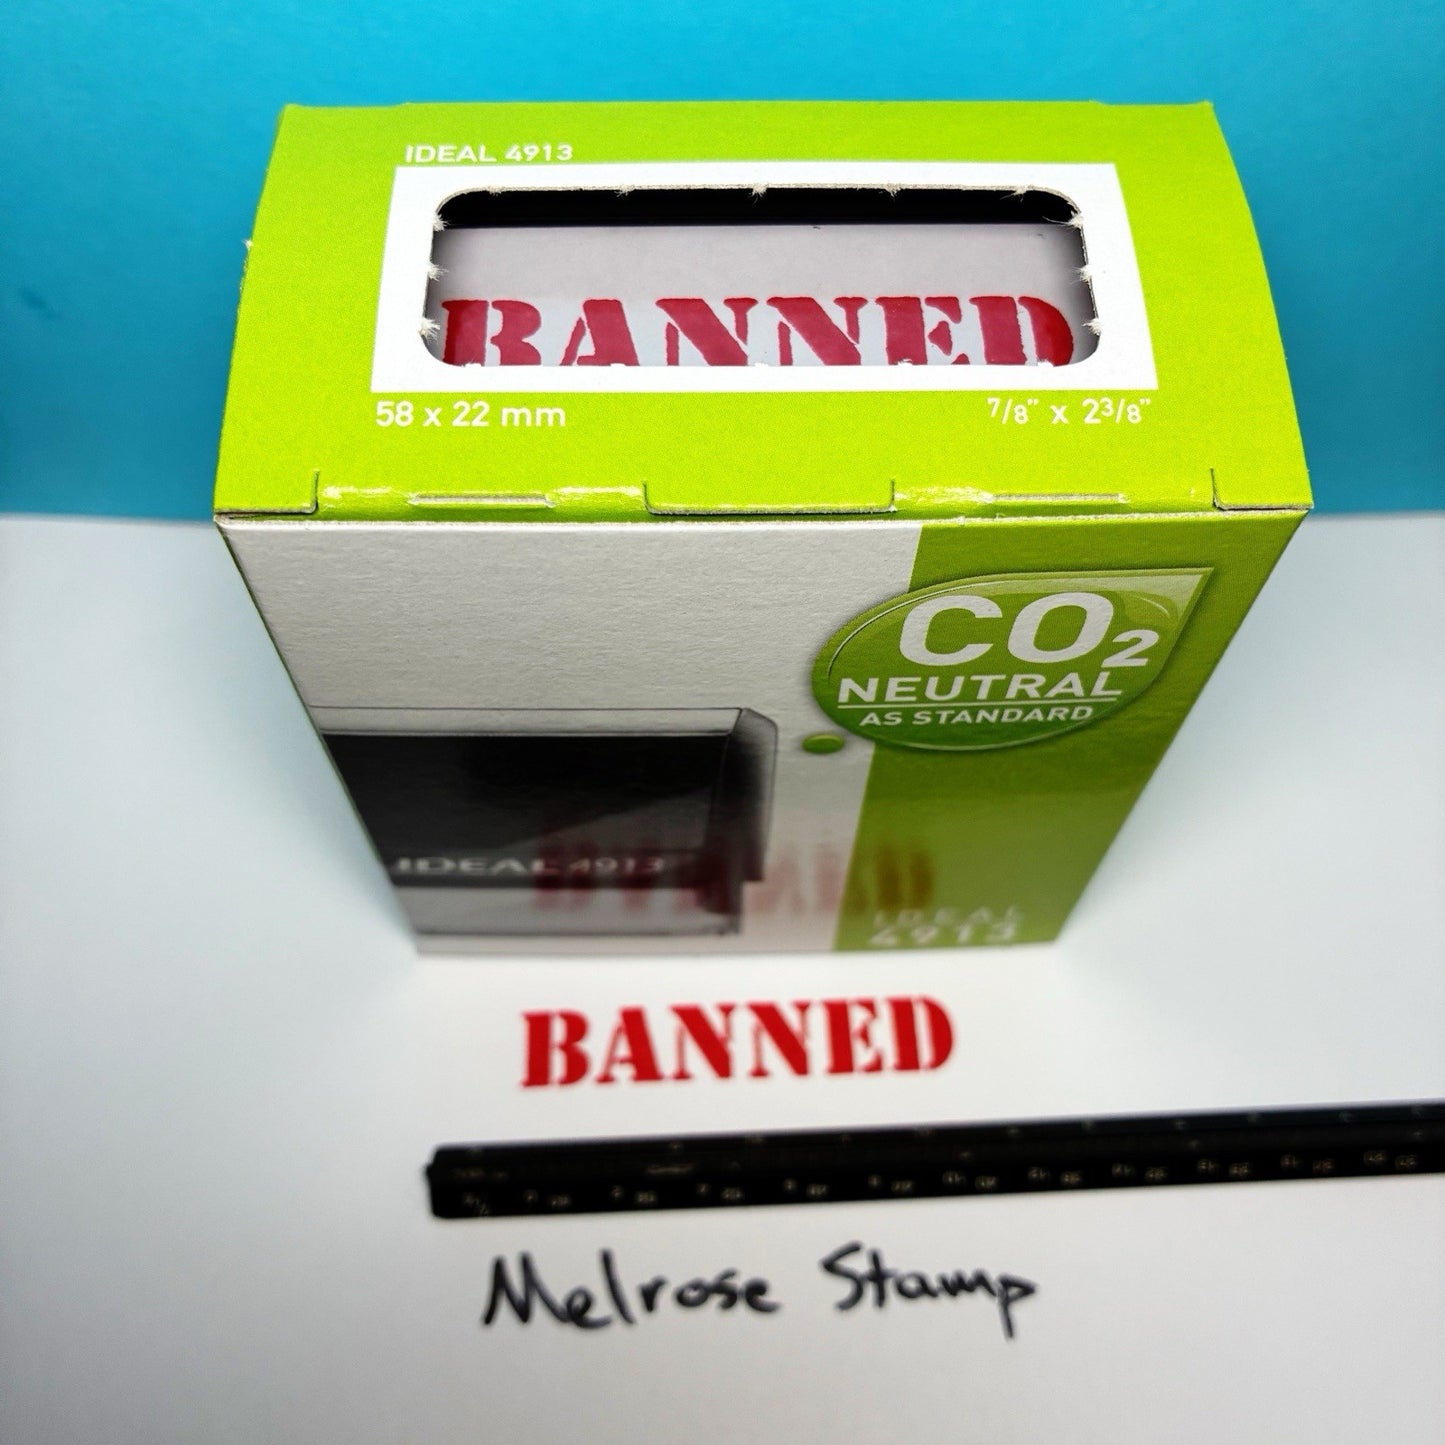 IDEAL 4913
BANNED
58 x 22 mm
7/8" x 2 3/8"
CO2
NEUTRAL
AS STANDARD
IDEAL 4913
IDEAL
4913
BANNED
Melrose Stamp